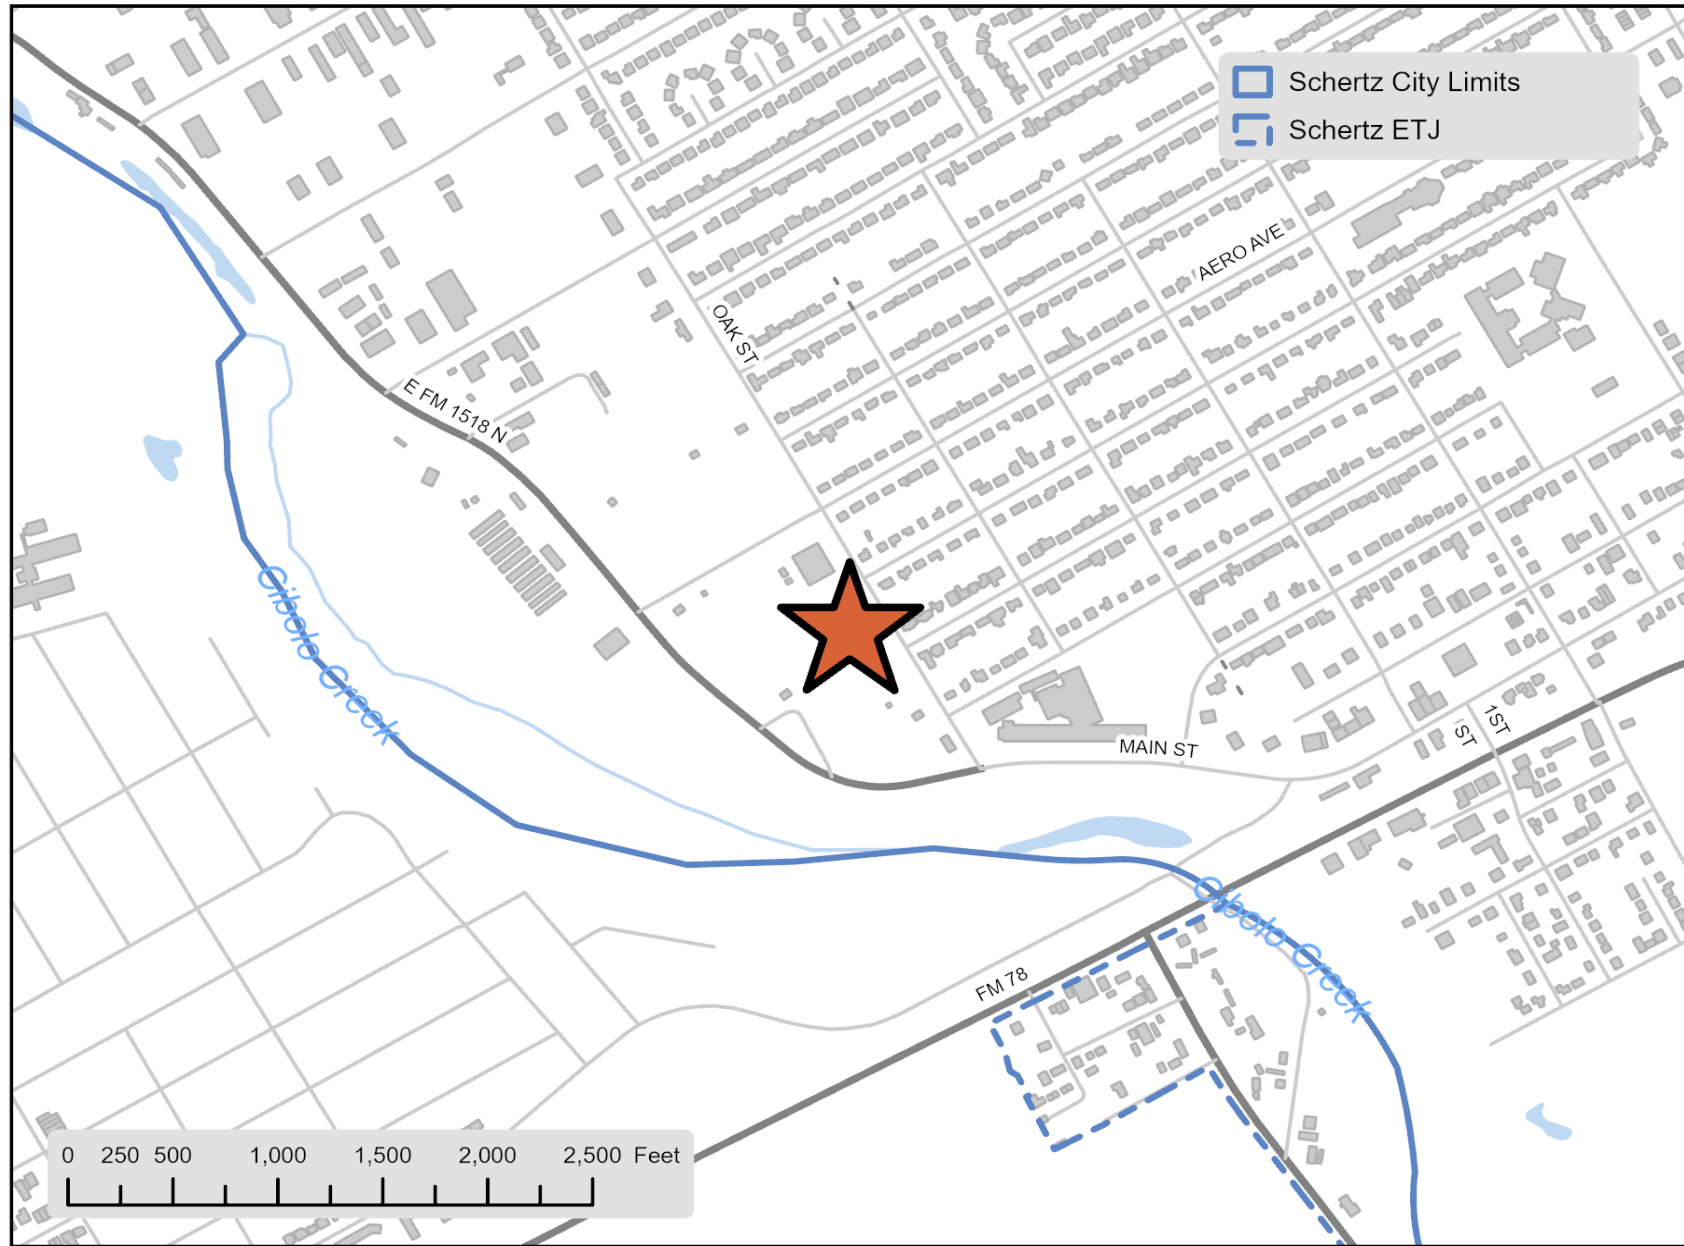 Schertz City Limits
Schertz ETJ
AERO AVE
OAK ST
E FM 1518 N
Cibolo Creek
1ST
ST
MAIN ST
Cibolo Creek
FM 78
0 250 500 1,000 1,500 2,000 2,500 Feet